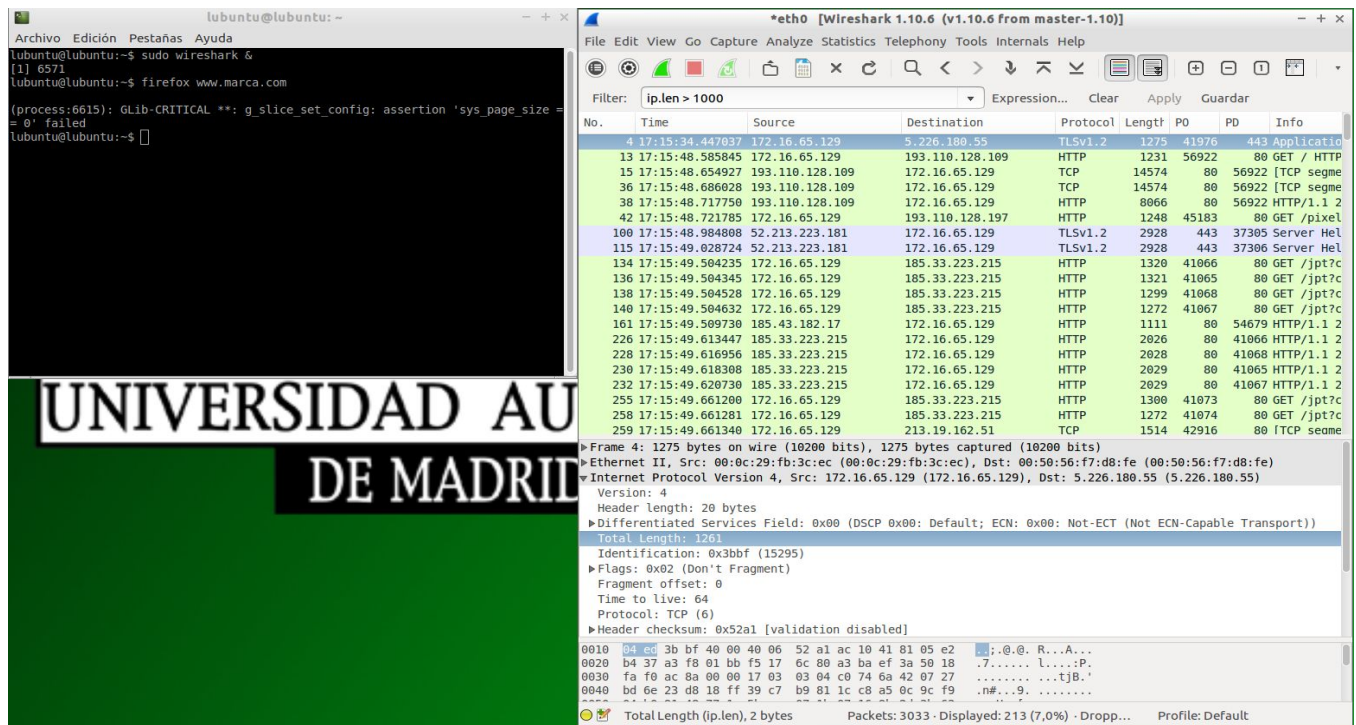 lubuntu@lubuntu: ~
Archivo Edición Pestañas Ayuda
lubuntu@lubuntu:~$ sudo wireshark &
[1] 6571
lubuntu@lubuntu:~$ firefox www.marca.com
(process:6615): GLib-CRITICAL **: g_slice_set_config: assertion 'sys_page_size =
= 0' failed
lubuntu@lubuntu:~$
UNIVERSIDAD AU
DE MADRID
*eth0 [Wireshark 1.10.6 (v1.10.6 from master-1.10)]
File Edit View Go Capture Analyze Statistics Telephony Tools Internals Help
Filter: ip.len > 1000 Expression... Clear Apply Guardar
No. Time Source Destination Protocol Length PO PD Info
4 17:15:34.447037 172.16.65.129 5.226.180.55 TLSv1.2 1275 41976 443 Applicatio
13 17:15:48.585845 172.16.65.129 193.110.128.109 HTTP 1231 56922 80 GET / HTTP
15 17:15:48.654927 193.110.128.109 172.16.65.129 TCP 14574 80 56922 [TCP segme
36 17:15:48.686028 193.110.128.109 172.16.65.129 TCP 14574 80 56922 [TCP segme
38 17:15:48.717750 193.110.128.109 172.16.65.129 HTTP 8066 80 56922 HTTP/1.1 2
42 17:15:48.721785 172.16.65.129 193.110.128.197 HTTP 1248 45183 80 GET /pixel
100 17:15:48.984808 52.213.223.181 172.16.65.129 TLSv1.2 2928 443 37305 Server Hel
115 17:15:49.028724 52.213.223.181 172.16.65.129 TLSv1.2 2928 443 37306 Server Hel
134 17:15:49.504235 172.16.65.129 185.33.223.215 HTTP 1320 41066 80 GET /jpt?c
136 17:15:49.504345 172.16.65.129 185.33.223.215 HTTP 1321 41065 80 GET /jpt?c
138 17:15:49.504528 172.16.65.129 185.33.223.215 HTTP 1299 41068 80 GET /jpt?c
140 17:15:49.504632 172.16.65.129 185.33.223.215 HTTP 1272 41067 80 GET /jpt?c
161 17:15:49.509730 185.43.182.17 172.16.65.129 HTTP 1111 80 54679 HTTP/1.1 2
226 17:15:49.613447 185.33.223.215 172.16.65.129 HTTP 2026 80 41066 HTTP/1.1 2
228 17:15:49.616956 185.33.223.215 172.16.65.129 HTTP 2028 80 41068 HTTP/1.1 2
230 17:15:49.618308 185.33.223.215 172.16.65.129 HTTP 2029 80 41065 HTTP/1.1 2
232 17:15:49.620730 185.33.223.215 172.16.65.129 HTTP 2029 80 41067 HTTP/1.1 2
255 17:15:49.661200 172.16.65.129 185.33.223.215 HTTP 1300 41073 80 GET /jpt?c
258 17:15:49.661281 172.16.65.129 185.33.223.215 HTTP 1272 41074 80 GET /jpt?c
259 17:15:49.661340 172.16.65.129 213.19.162.51 TCP 1514 42916 80 [TCP segme
Frame 4: 1275 bytes on wire (10200 bits), 1275 bytes captured (10200 bits)
Ethernet II, Src: 00:0c:29:fb:3c:ec (00:0c:29:fb:3c:ec), Dst: 00:50:56:f7:d8:fe (00:50:56:f7:d8:fe)
Internet Protocol Version 4, Src: 172.16.65.129 (172.16.65.129), Dst: 5.226.180.55 (5.226.180.55)
Version: 4
Header length: 20 bytes
Differentiated Services Field: 0x00 (DSCP 0x00: Default; ECN: 0x00: Not-ECT (Not ECN-Capable Transport))
Total Length: 1261
Identification: 0x3bbf (15295)
Flags: 0x02 (Don't Fragment)
Fragment offset: 0
Time to live: 64
Protocol: TCP (6)
Header checksum: 0x52a1 [validation disabled]
0010 04 ed 3b bf 40 00 40 06 52 a1 ac 10 41 81 05 e2 ..;.@.@. R...A...
0020 b4 37 a3 f8 01 bb f5 17 6c 80 a3 ba ef 3a 50 18 .7...... l....:P.
0030 fa f0 ac 8a 00 00 17 03 03 04 c0 74 6a 42 07 27 ........ ...tjB.'
0040 bd 6e 23 d8 18 ff 39 c7 b9 81 1c c8 a5 0c 9c f9 .n#...9. ........
Total Length (ip.len), 2 bytes Packets: 3033 · Displayed: 213 (7,0%) · Dropp... Profile: Default